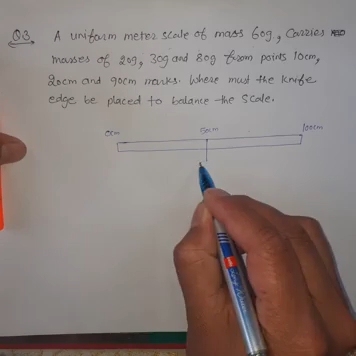 Q3. A uniform meter scale of mass 60g, Carries
masses of 20g, 30g and 80g from points 10cm,
20cm and 90cm marks. Where must the knife
edge be placed to balance the scale.
0cm 50cm 100cm